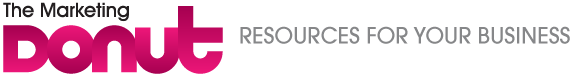 The Marketing
Donut
RESOURCES FOR YOUR BUSINESS